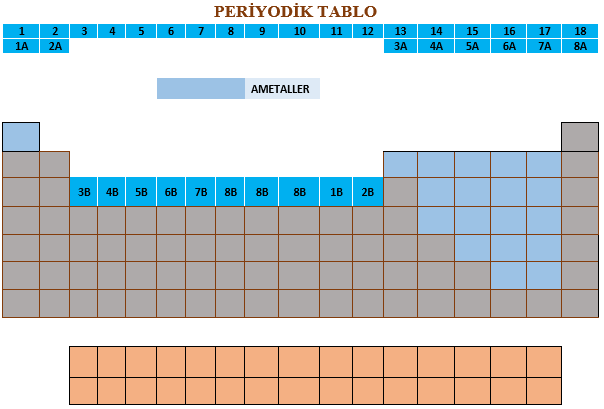 PERİYODİK TABLO
1 2 3 4 5 6 7 8 9 10 11 12 13 14 15 16 17 18
1A 2A 3A 4A 5A 6A 7A 8A
AMETALLER
3B 4B 5B 6B 7B 8B 8B 8B 1B 2B